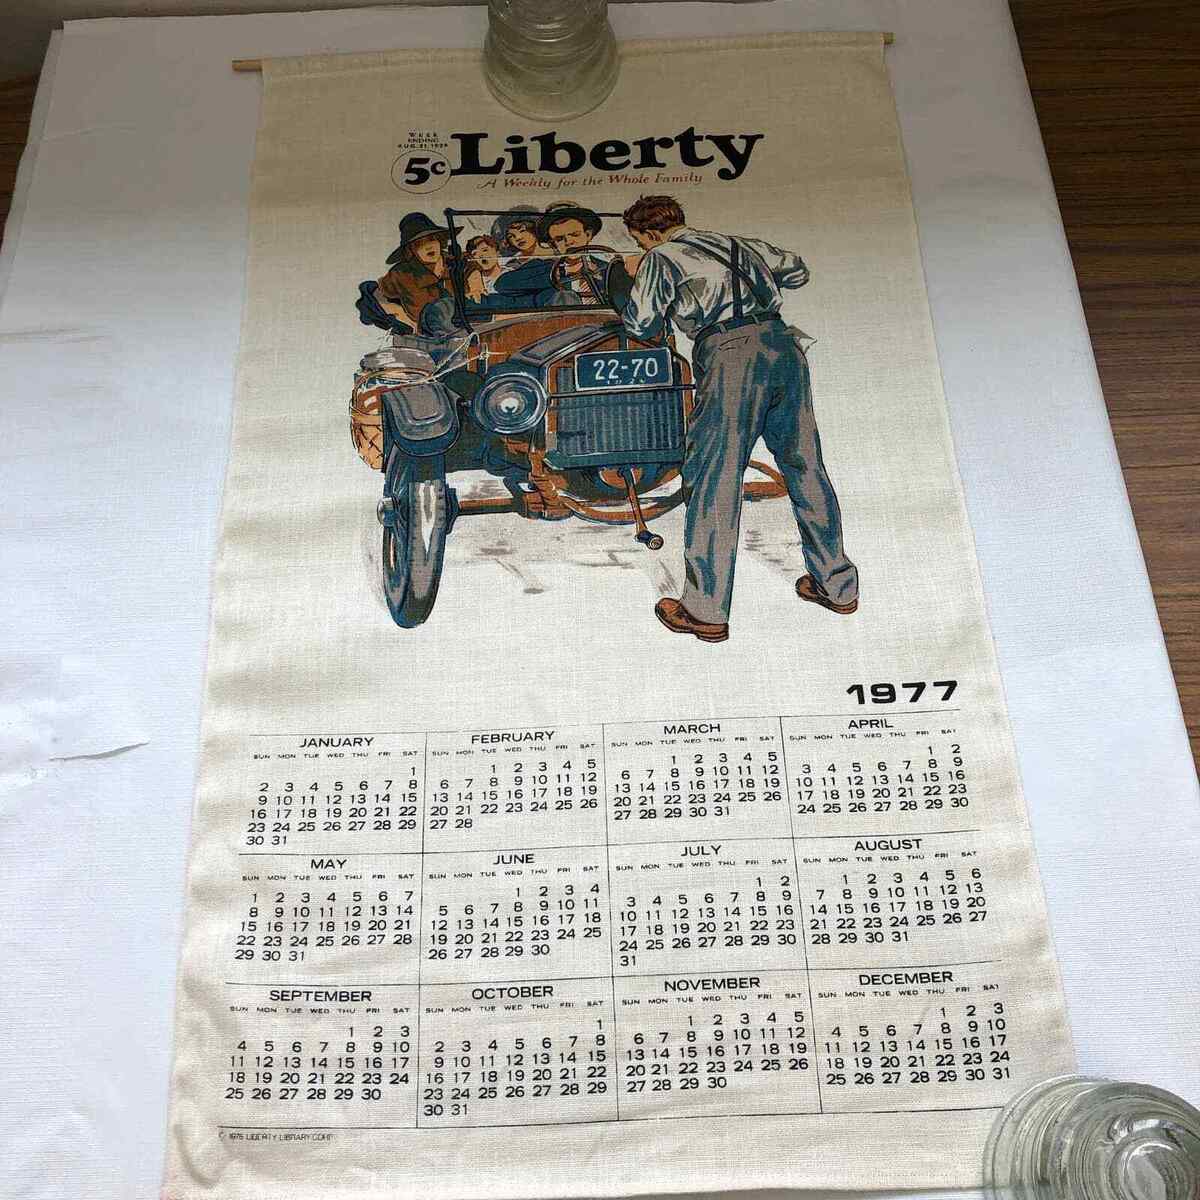 WEEK
ENDING
AUG. 21, 1926
5¢ Liberty
A Weekly for the Whole Family
22-70
1977
JANUARY
SUN MON TUE WED THU FRI SAT
1
2 3 4 5 6 7 8
9 10 11 12 13 14 15
16 17 18 19 20 21 22
23 24 25 26 27 28 29
30 31
FEBRUARY
SUN MON TUE WED THU FRI SAT
1 2 3 4 5
6 7 8 9 10 11 12
13 14 15 16 17 18 19
20 21 22 23 24 25 26
27 28
MARCH
SUN MON TUE WED THU FRI SAT
1 2 3 4 5
6 7 8 9 10 11 12
13 14 15 16 17 18 19
20 21 22 23 24 25 26
27 28 29 30 31
APRIL
SUN MON TUE WED THU FRI SAT
1 2
3 4 5 6 7 8 9
10 11 12 13 14 15 16
17 18 19 20 21 22 23
24 25 26 27 28 29 30
MAY
SUN MON TUE WED THU FRI SAT
1 2 3 4 5 6 7
8 9 10 11 12 13 14
15 16 17 18 19 20 21
22 23 24 25 26 27 28
29 30 31
JUNE
SUN MON TUE WED THU FRI SAT
1 2 3 4
5 6 7 8 9 10 11
12 13 14 15 16 17 18
19 20 21 22 23 24 25
26 27 28 29 30
JULY
SUN MON TUE WED THU FRI SAT
1 2
3 4 5 6 7 8 9
10 11 12 13 14 15 16
17 18 19 20 21 22 23
24 25 26 27 28 29 30
31
AUGUST
SUN MON TUE WED THU FRI SAT
1 2 3 4 5 6
7 8 9 10 11 12 13
14 15 16 17 18 19 20
21 22 23 24 25 26 27
28 29 30 31
SEPTEMBER
SUN MON TUE WED THU FRI SAT
1 2 3
4 5 6 7 8 9 10
11 12 13 14 15 16 17
18 19 20 21 22 23 24
25 26 27 28 29 30
OCTOBER
SUN MON TUE WED THU FRI SAT
1
2 3 4 5 6 7 8
9 10 11 12 13 14 15
16 17 18 19 20 21 22
23 24 25 26 27 28 29
30 31
NOVEMBER
SUN MON TUE WED THU FRI SAT
1 2 3 4 5
6 7 8 9 10 11 12
13 14 15 16 17 18 19
20 21 22 23 24 25 26
27 28 29 30
DECEMBER
SUN MON TUE WED THU FRI SAT
1 2 3
4 5 6 7 8 9 10
11 12 13 14 15 16 17
18 19 20 21 22 23 24
25 26 27 28 29 30 31
© 1975 LIBERTY LIBRARY CORP.